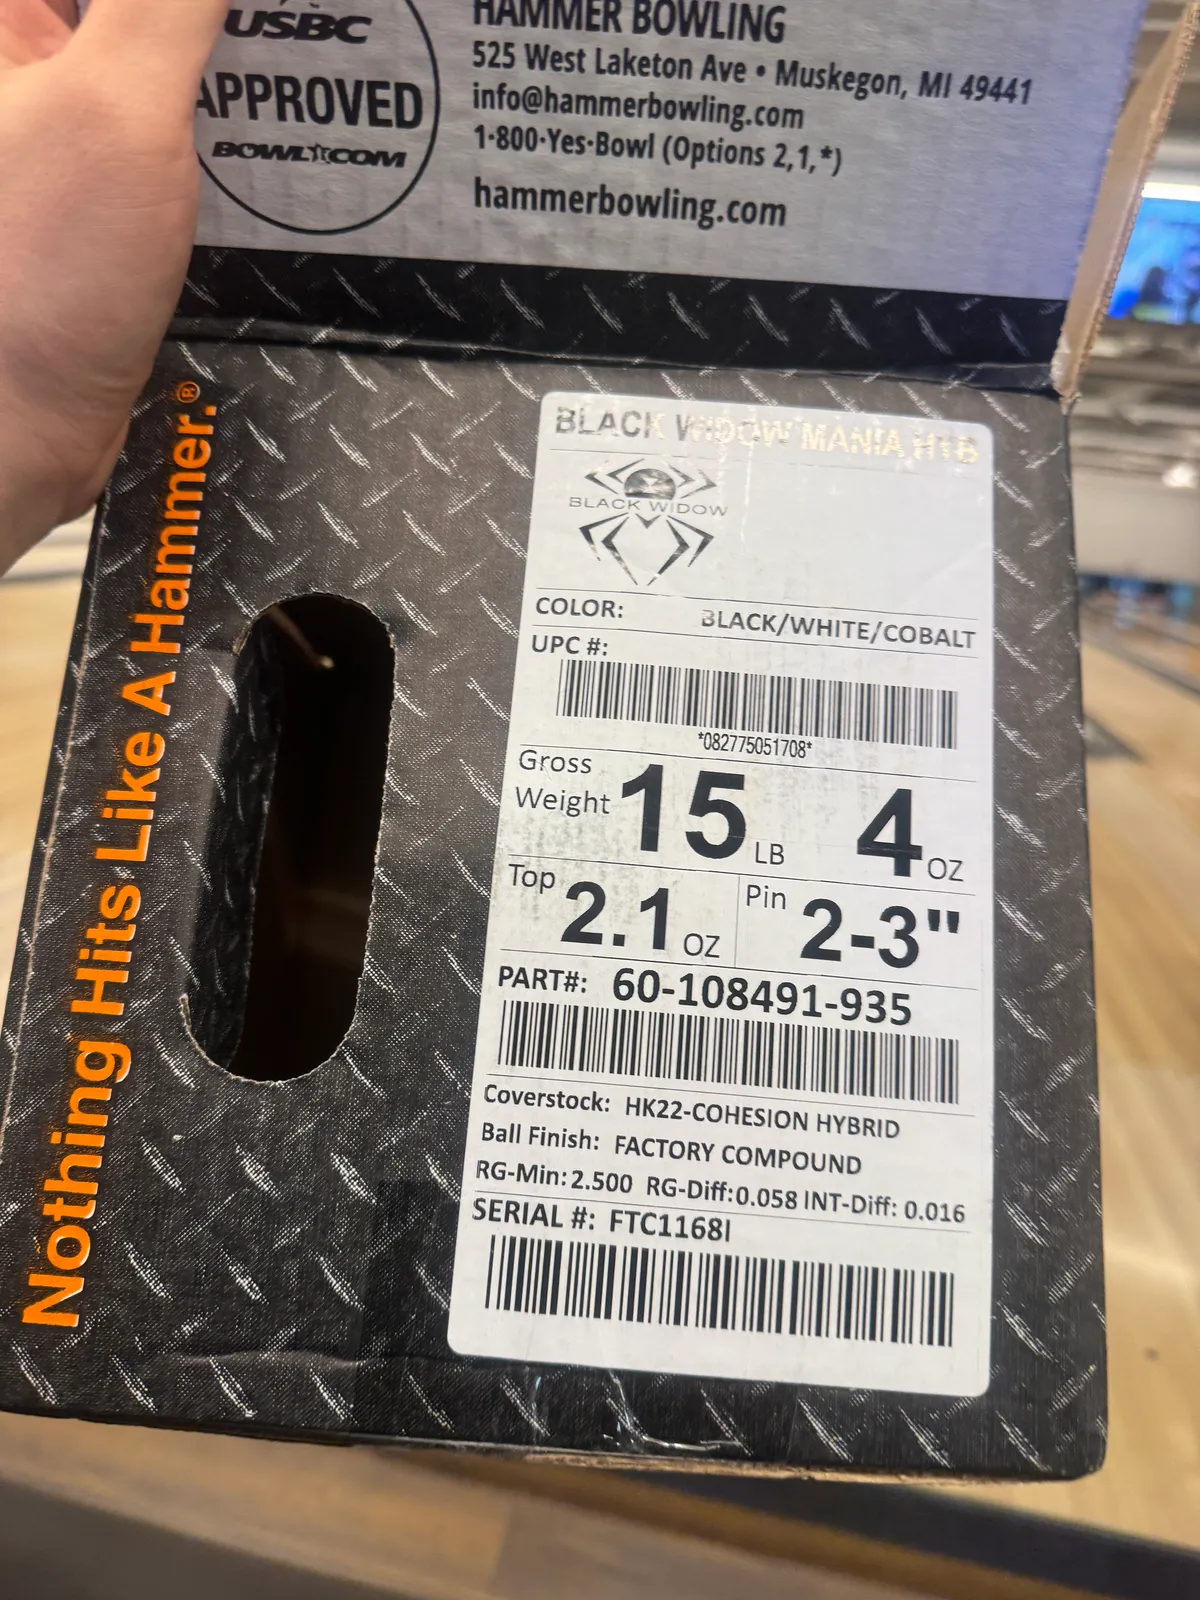 USBC
APPROVED
BOWL.COM
HAMMER BOWLING
525 West Laketon Ave • Muskegon, MI 49441
info@hammerbowling.com
1-800-Yes-Bowl (Options 2,1,*)
hammerbowling.com
Nothing Hits Like A Hammer.®
BLACK WIDOW MANIA HYB
BLACK WIDOW
COLOR: BLACK/WHITE/COBALT
UPC #:
*082775051708*
Gross Weight 15 LB 4 OZ
Top 2.1 OZ Pin 2-3"
PART#: 60-108491-935
Coverstock: HK22-COHESION HYBRID
Ball Finish: FACTORY COMPOUND
RG-Min: 2.500 RG-Diff: 0.058 INT-Diff: 0.016
SERIAL #: FTC1168I